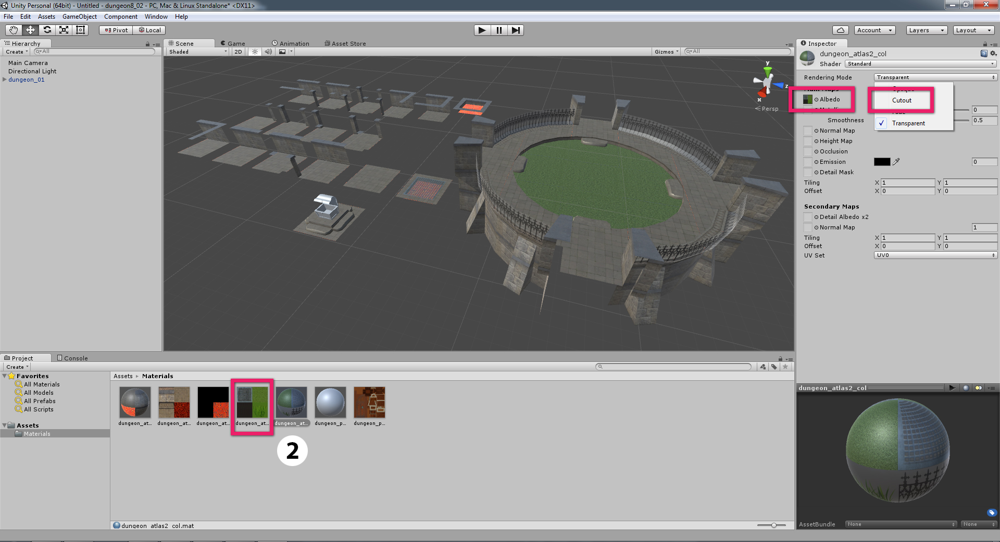 Unity Personal (64bit) - Untitled - dungeon8_02 - PC, Mac & Linux Standalone* <DX11>
File Edit Assets GameObject Component Window Help
Pivot Local
Account Layers Layout
Hierarchy
Create All
Main Camera
Directional Light
dungeon_01
Scene Game Animation Asset Store
Shaded 2D Gizmos All
y
z
x
Persp
Inspector
dungeon_atlas2_col
Shader Standard
Rendering Mode Transparent
Main Maps Opaque
Albedo Cutout
Metallic Fade 0
Smoothness Transparent 0.5
Normal Map
Height Map
Occlusion
Emission 0
Detail Mask
Tiling X 1 Y 1
Offset X 0 Y 0
Secondary Maps
Detail Albedo x2
Normal Map 1
Tiling X 1 Y 1
Offset X 0 Y 0
UV Set UV0
Project Console
Create
Favorites
All Materials
All Models
All Prefabs
All Scripts
Assets
Materials
Assets Materials
dungeon_at... dungeon_at... dungeon_at... dungeon_at... dungeon_at... dungeon_p... dungeon_p...
2
dungeon_atlas2_col.mat
dungeon_atlas2_col
AssetBundle None None